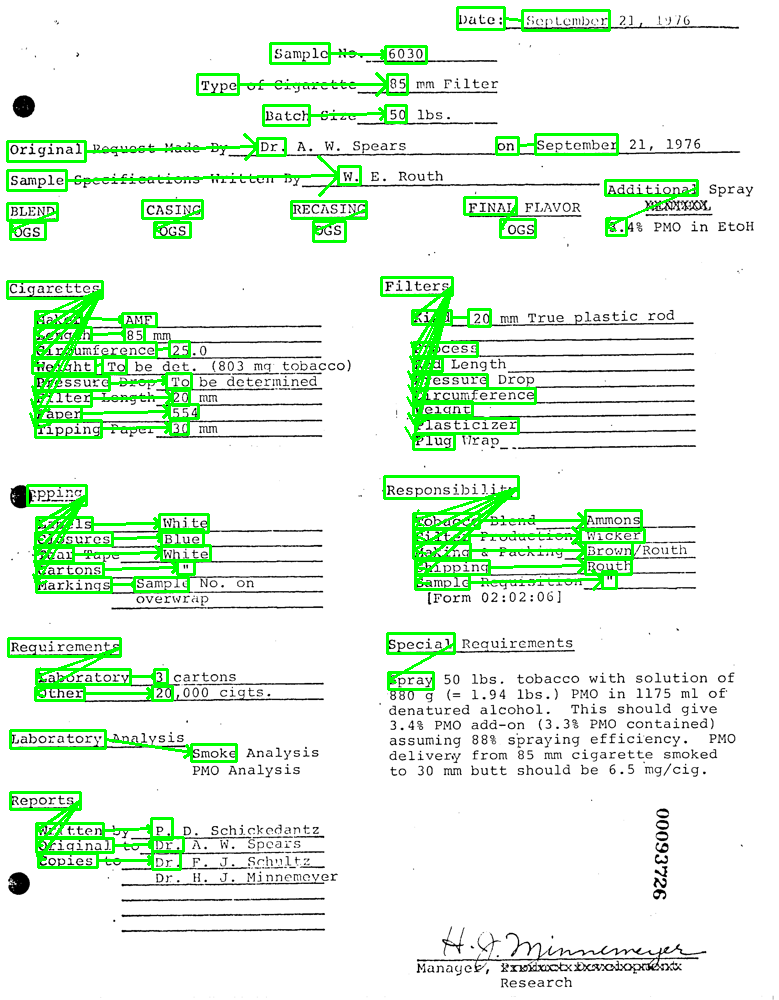 Date: September 21, 1976
Sample No. 6030
Type of Cigarette 85 mm Filter
Batch Size 50 lbs.
Original Request Made By Dr. A. W. Spears on September 21, 1976
Sample Specifications Written By W. E. Routh
BLEND CASING RECASING FINAL FLAVOR Additional Spray
OGS OGS OGS OGS 3.4% PMO in EtoH
Cigarettes
Maker AMF
Length 85 mm
Circumference 25.0
Weight To be det. (803 mg tobacco)
Pressure Drop To be determined
Filter Length 20 mm
Paper 554
Tipping Paper 30 mm
Filters
Kind 20 mm True plastic rod
Process
Rod Length
Pressure Drop
Circumference
Weight
Plasticizer
Plug Wrap
pping
Labels White
Closures Blue
Tear Tape White
Cartons "
Markings Sample No. on
overwrap
Responsibility
Tobacco Blend Ammons
Filter Production Wicker
Making & Packing Brown/Routh
Shipping Routh
Sample Requisition "
[Form 02:02:06]
Requirements
Laboratory 3 cartons
Other 20,000 cigts.
Special Requirements
Spray 50 lbs. tobacco with solution of
880 g (= 1.94 lbs.) PMO in 1175 ml of
denatured alcohol. This should give
3.4% PMO add-on (3.3% PMO contained)
assuming 88% spraying efficiency. PMO
delivery from 85 mm cigarette smoked
to 30 mm butt should be 6.5 mg/cig.
Laboratory Analysis
Smoke Analysis
PMO Analysis
Reports
Written by P. D. Schickedantz
Original to Dr. A. W. Spears
Copies to Dr. F. J. Schultz
Dr. H. J. Minnemeyer
00093726
H. J. Minnemeyer
Manager,
Research